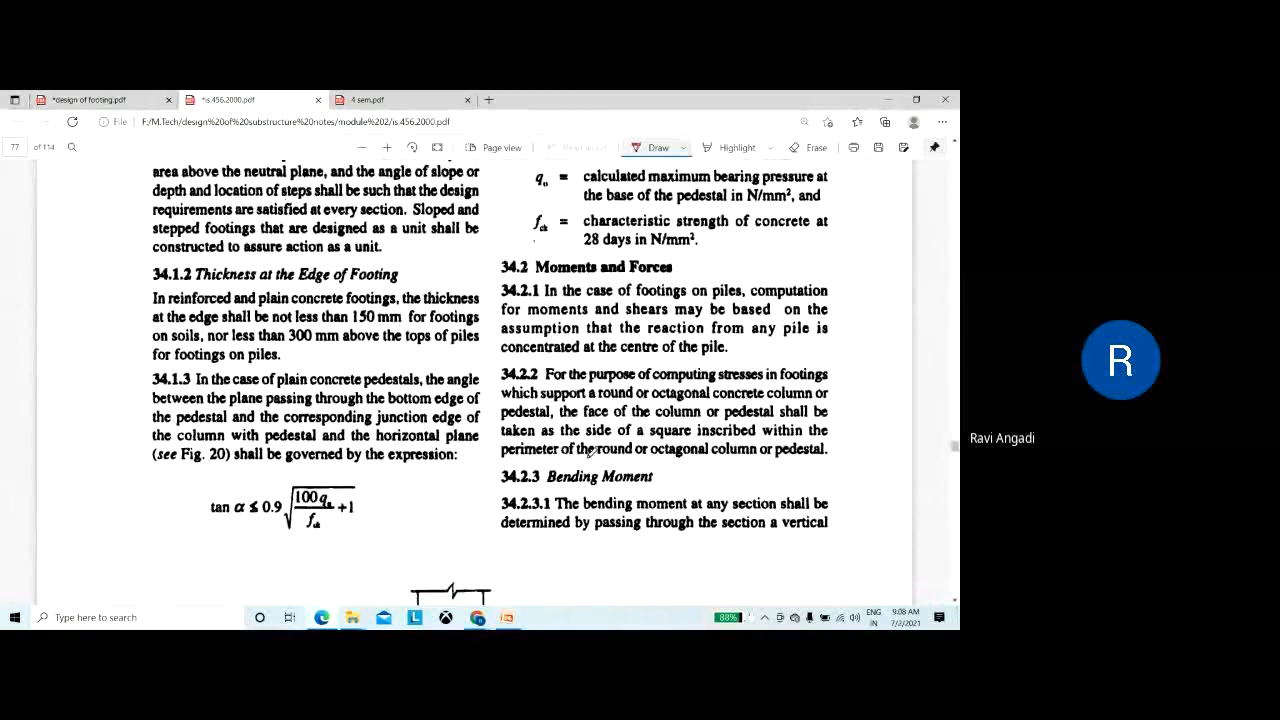 *design of footing.pdf
*is.456.2000.pdf
4 sem.pdf
File
F:/M.Tech/design%20of%20substructure%20notes/module%202/is.456.2000.pdf
77 of 114
Page view
Draw
Highlight
Erase
area above the neutral plane, and the angle of slope or
depth and location of steps shall be such that the design
requirements are satisfied at every section. Sloped and
stepped footings that are designed as a unit shall be
constructed to assure action as a unit.
34.1.2 Thickness at the Edge of Footing
In reinforced and plain concrete footings, the thickness
at the edge shall be not less than 150 mm for footings
on soils, nor less than 300 mm above the tops of piles
for footings on piles.
34.1.3 In the case of plain concrete pedestals, the angle
between the plane passing through the bottom edge of
the pedestal and the corresponding junction edge of
the column with pedestal and the horizontal plane
(see Fig. 20) shall be governed by the expression:
tan α ≤ 0.9 √(100 qₒ / f_ck + 1)
qₒ = calculated maximum bearing pressure at
the base of the pedestal in N/mm², and
f_ck = characteristic strength of concrete at
28 days in N/mm².
34.2 Moments and Forces
34.2.1 In the case of footings on piles, computation
for moments and shears may be based on the
assumption that the reaction from any pile is
concentrated at the centre of the pile.
34.2.2 For the purpose of computing stresses in footings
which support a round or octagonal concrete column or
pedestal, the face of the column or pedestal shall be
taken as the side of a square inscribed within the
perimeter of the round or octagonal column or pedestal.
34.2.3 Bending Moment
34.2.3.1 The bending moment at any section shall be
determined by passing through the section a vertical
Type here to search
88%
ENG
IN
9:08 AM
7/2/2021
R
Ravi Angadi